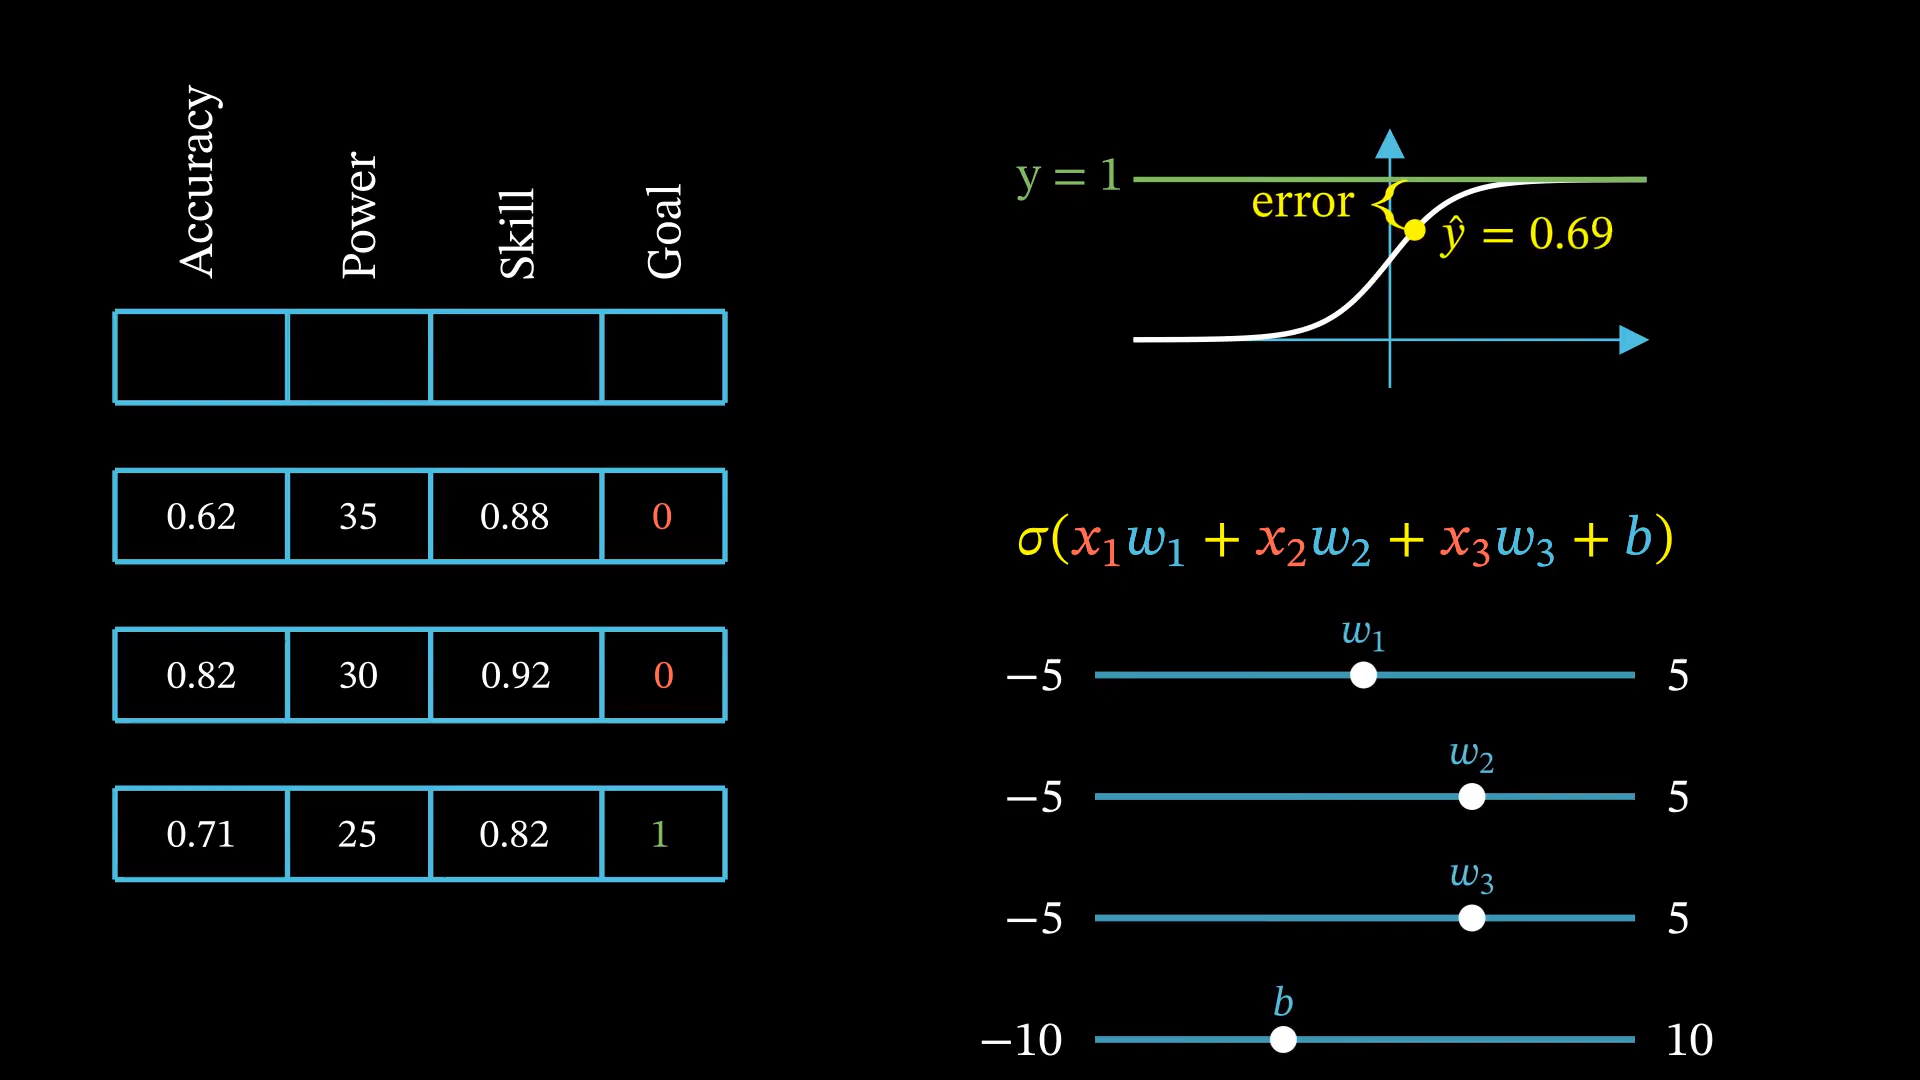 Accuracy Power Skill Goal
0.62 35 0.88 0
0.82 30 0.92 0
0.71 25 0.82 1
y = 1
error
ŷ = 0.69
σ(x₁w₁ + x₂w₂ + x₃w₃ + b)
w₁
−5 5
w₂
−5 5
w₃
−5 5
b
−10 10